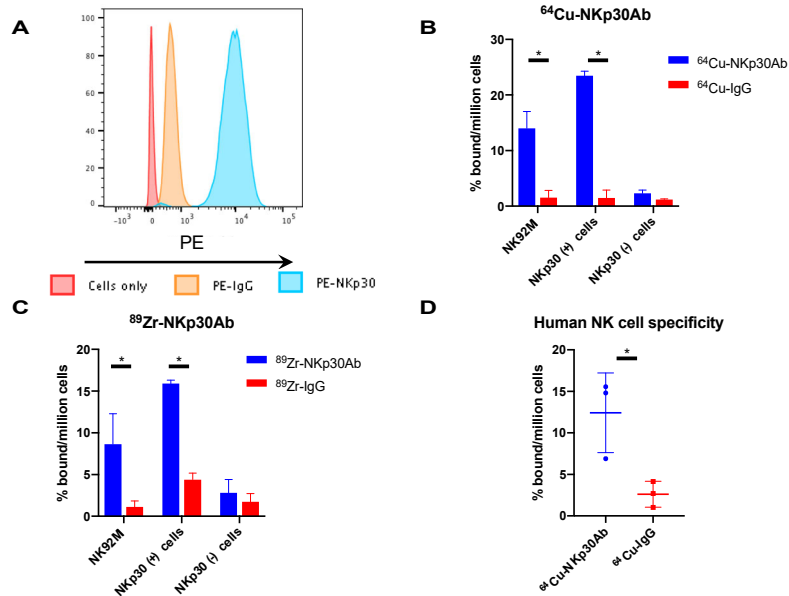 A
100
80
60
40
20
0
-10³ 0 10³ 10⁴ 10⁵
PE
Cells only PE-IgG PE-NKp30
B
⁶⁴Cu-NKp30Ab
% bound/million cells
30
20
10
0
NK92M
NKp30 (+) cells
NKp30 (-) cells
* *
⁶⁴Cu-NKp30Ab
⁶⁴Cu-IgG
C
⁸⁹Zr-NKp30Ab
% bound/million cells
20
15
10
5
0
NK92M
NKp30 (+) cells
NKp30 (-) cells
* *
⁸⁹Zr-NKp30Ab
⁸⁹Zr-IgG
D
Human NK cell specificity
% bound/million cells
20
15
10
5
0
*
⁶⁴Cu-NKp30Ab
⁶⁴Cu-IgG